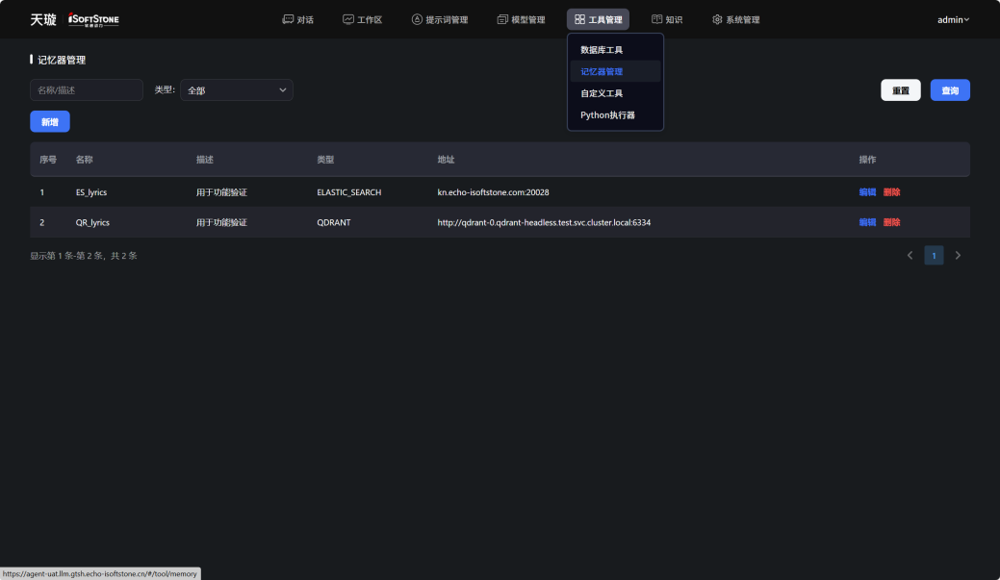 天璇 iSoftStone 对话 工作区 提示词管理 模型管理 工具管理 知识 系统管理 admin
数据库工具
记忆器管理
自定义工具
Python执行器
记忆器管理
名称/描述 类型: 全部 重置 查询
新增
序号 名称 描述 类型 地址 操作
1 ES_lyrics 用于功能验证 ELASTIC_SEARCH kn.echo-isoftstone.com:20028 编辑 删除
2 QR_lyrics 用于功能验证 QDRANT http://qdrant-0.qdrant-headless.test.svc.cluster.local:6334 编辑 删除
显示第 1 条-第 2 条，共 2 条 1
https://agent-uat.llm.gtsh.echo-isoftstone.cn/#/tool/memory